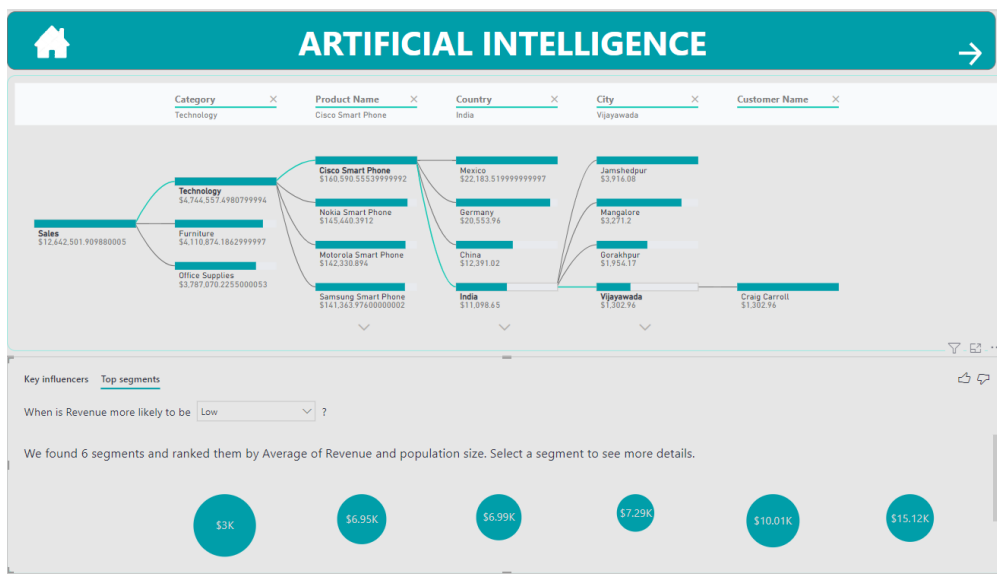 ARTIFICIAL INTELLIGENCE
Category Product Name Country City Customer Name
Technology Cisco Smart Phone India Vijayawada
Sales
$12,642,501.909880005
Technology
$4,744,557.4980799994
Furniture
$4,110,874.1862999997
Office Supplies
$3,787,070.2255000053
Cisco Smart Phone
$160,590.55539999992
Nokia Smart Phone
$145,440.3912
Motorola Smart Phone
$142,330.894
Samsung Smart Phone
$141,363.97600000002
Mexico
$22,183.519999999997
Germany
$20,553.96
China
$12,391.02
India
$11,098.65
Jamshedpur
$3,916.08
Mangalore
$3,271.2
Gorakhpur
$1,954.17
Vijayawada
$1,302.96
Craig Carroll
$1,302.96
Key influencers Top segments
When is Revenue more likely to be Low ?
We found 6 segments and ranked them by Average of Revenue and population size. Select a segment to see more details.
$3K $6.95K $6.99K $7.29K $10.01K $15.12K